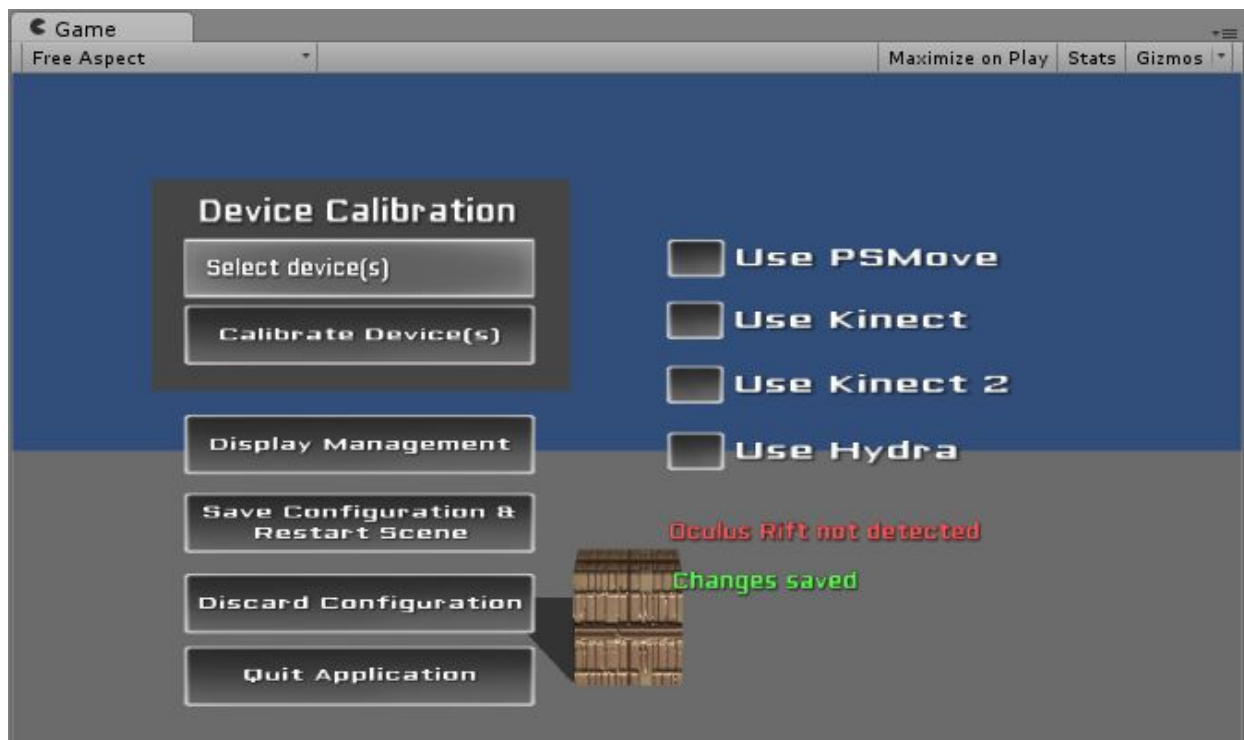 Game
Free Aspect
Maximize on Play
Stats
Gizmos
Device Calibration
Select device(s)
Calibrate Device(s)
Display Management
Save Configuration &
Restart Scene
Discard Configuration
Quit Application
Use PSMove
Use Kinect
Use Kinect 2
Use Hydra
Oculus Rift not detected
Changes saved